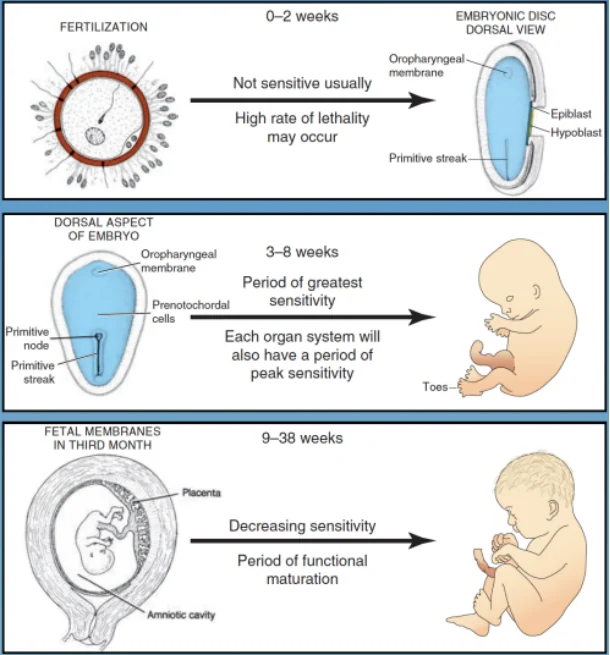 FERTILIZATION
0–2 weeks
Not sensitive usually
High rate of lethality
may occur
EMBRYONIC DISC
DORSAL VIEW
Oropharyngeal
membrane
Epiblast
Hypoblast
Primitive streak
DORSAL ASPECT
OF EMBRYO
Oropharyngeal
membrane
Prenotochordal
cells
Primitive
node
Primitive
streak
3–8 weeks
Period of greatest
sensitivity
Each organ system will
also have a period of
peak sensitivity
Toes
FETAL MEMBRANES
IN THIRD MONTH
Placenta
Amniotic cavity
9–38 weeks
Decreasing sensitivity
Period of functional
maturation